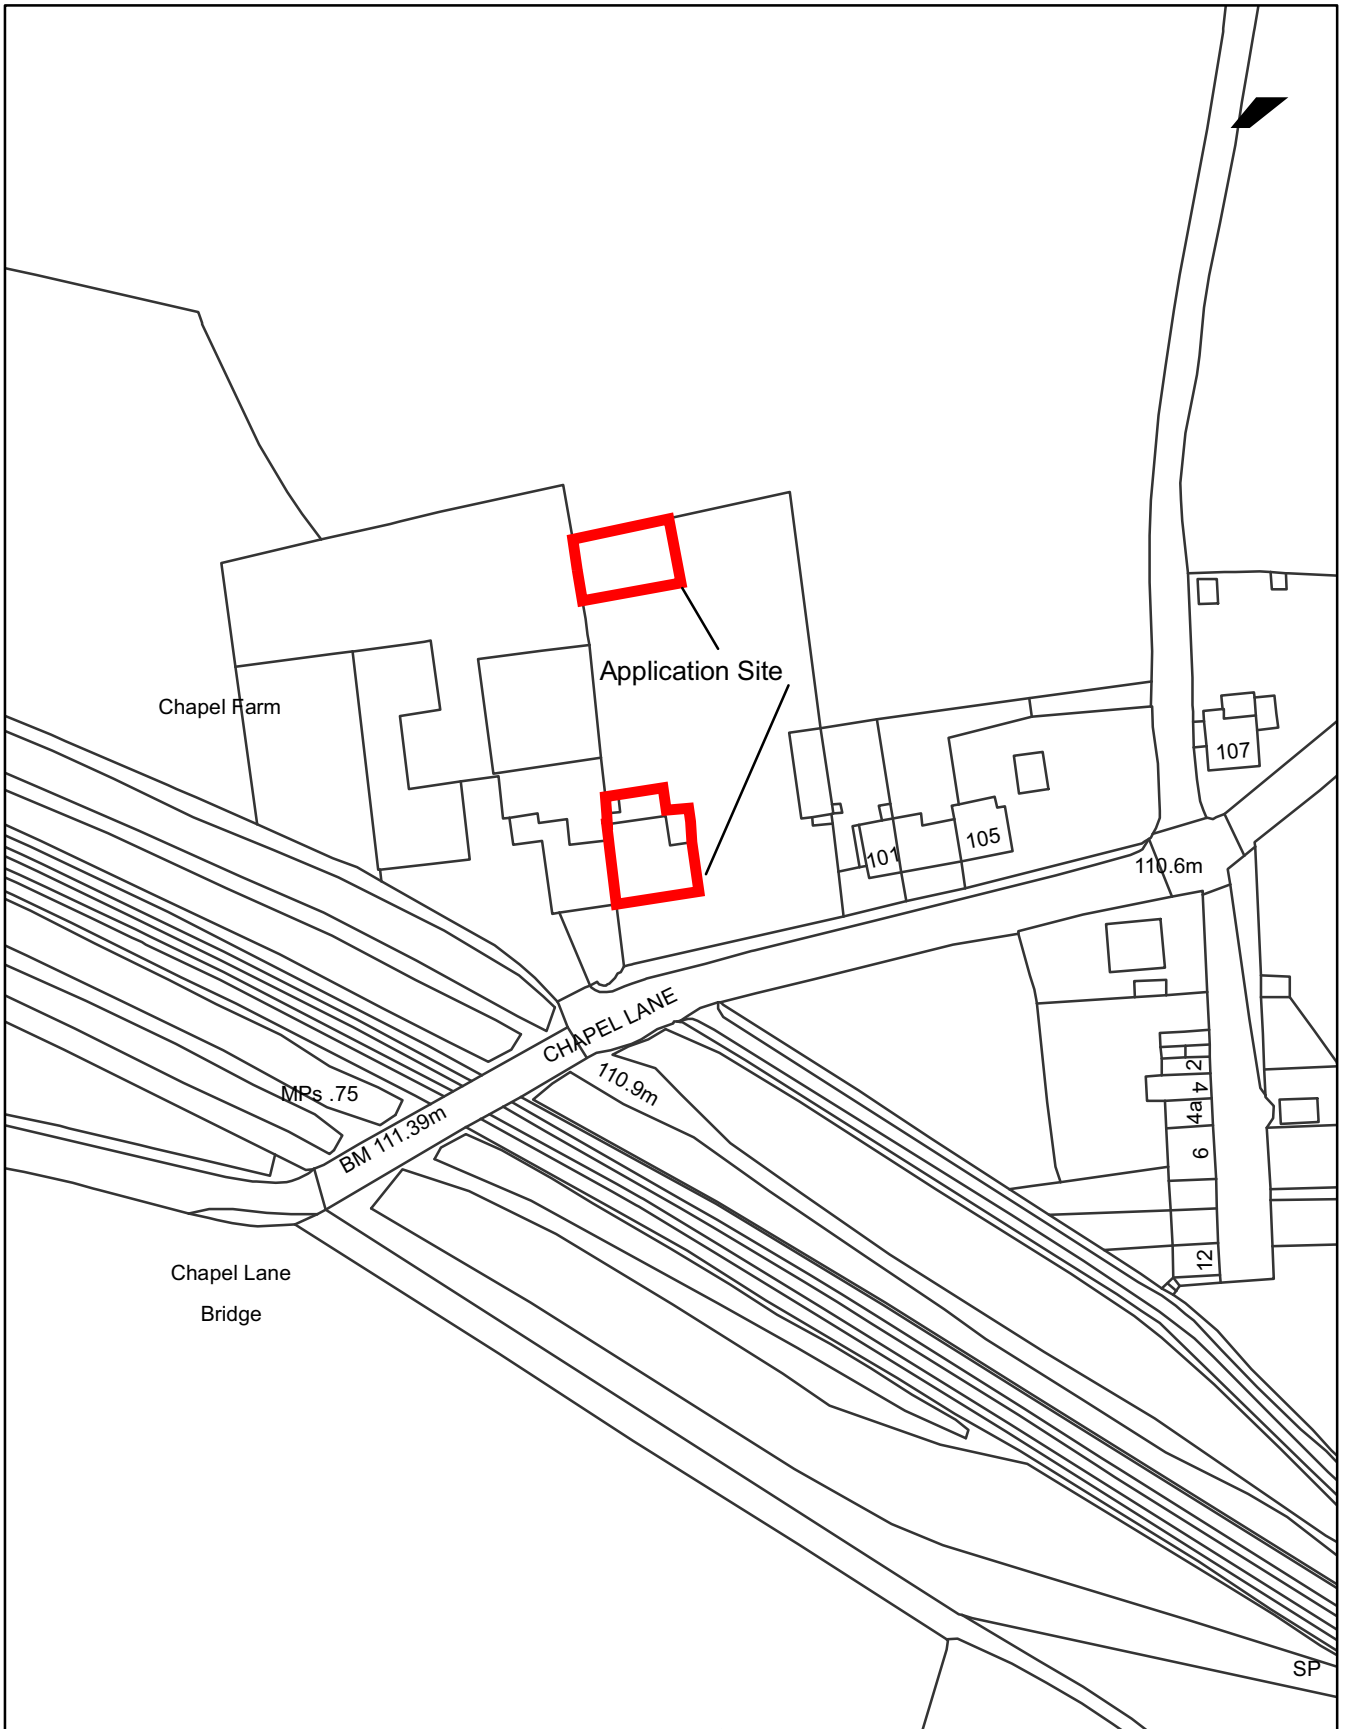 Application Site
Chapel Farm
107
105
101
110.6m
CHAPEL LANE
110.9m
MPs .75
BM 111.39m
2
4
4a
6
12
Chapel Lane
Bridge
SP